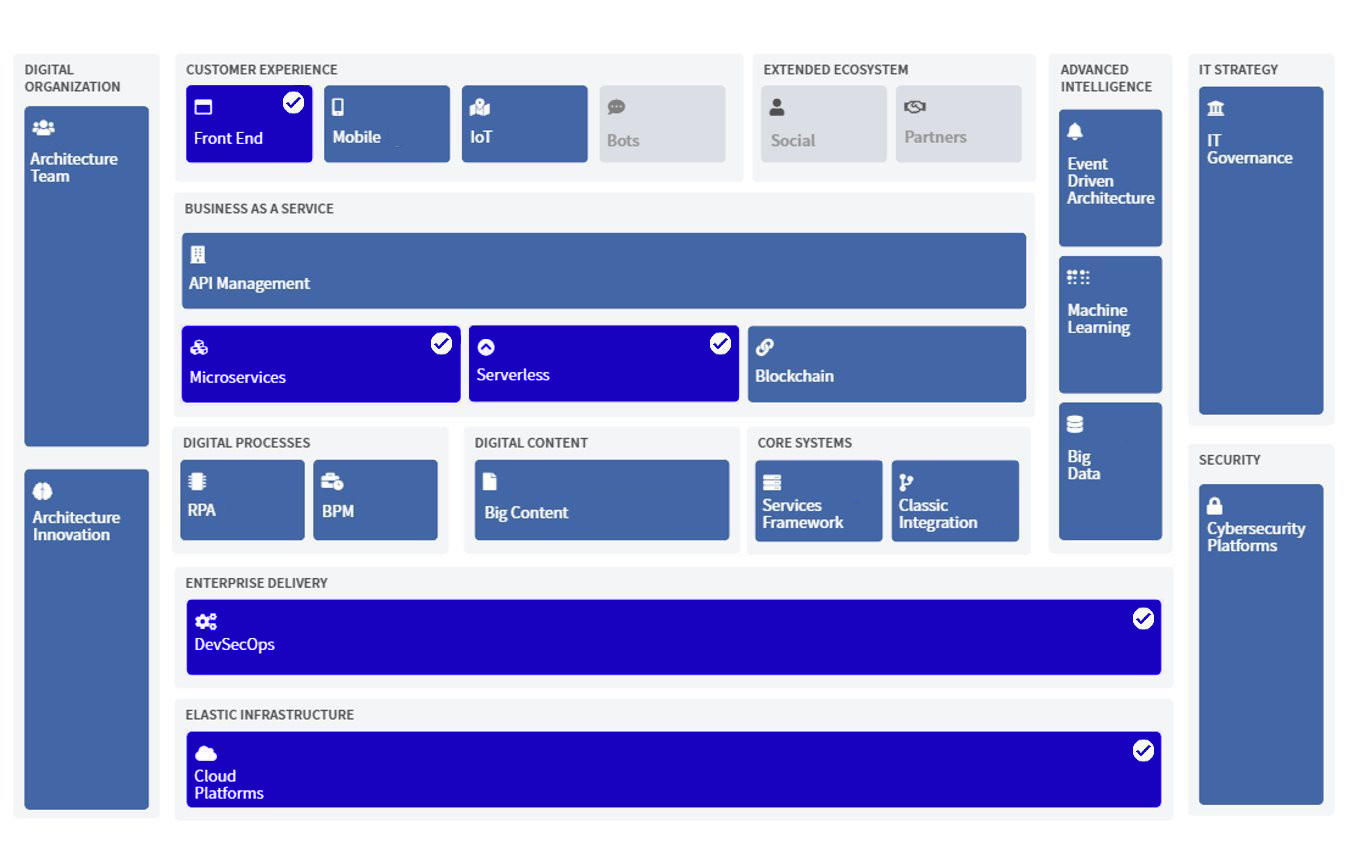 DIGITAL
ORGANIZATION
Architecture
Team
Architecture
Innovation
CUSTOMER EXPERIENCE
Front End
Mobile
IoT
Bots
EXTENDED ECOSYSTEM
Social
Partners
BUSINESS AS A SERVICE
API Management
Microservices
Serverless
Blockchain
DIGITAL PROCESSES
RPA
BPM
DIGITAL CONTENT
Big Content
CORE SYSTEMS
Services
Framework
Classic
Integration
ENTERPRISE DELIVERY
DevSecOps
ELASTIC INFRASTRUCTURE
Cloud
Platforms
ADVANCED
INTELLIGENCE
Event
Driven
Architecture
Machine
Learning
Big
Data
IT STRATEGY
IT
Governance
SECURITY
Cybersecurity
Platforms